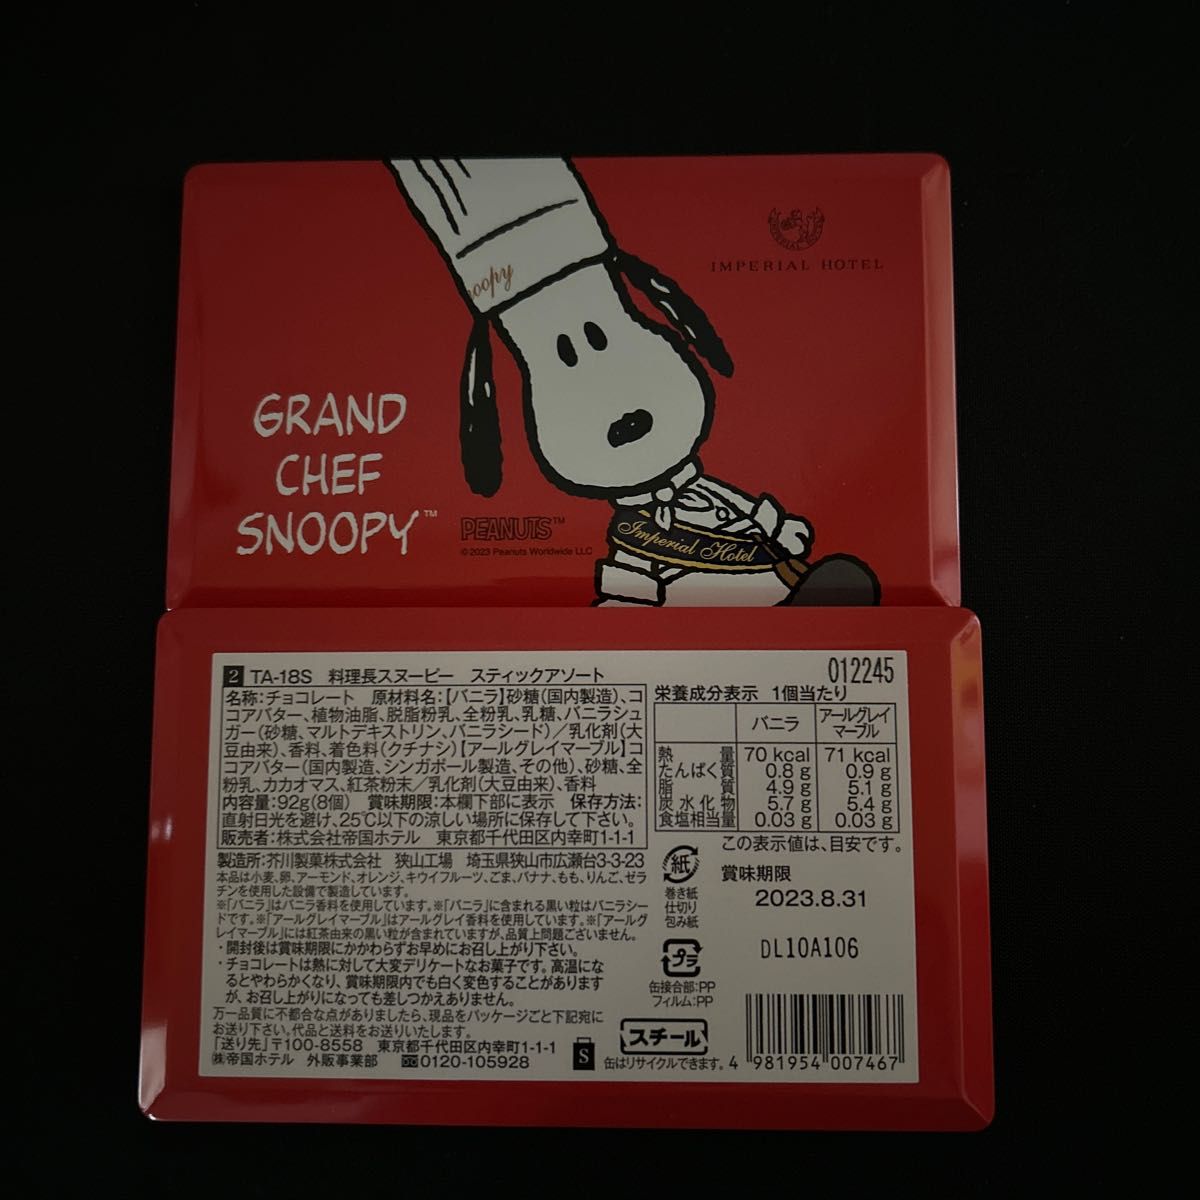 Snoopy
IMPERIAL HOTEL
IMPERIAL HOTEL
GRAND
CHEF
SNOOPY™
PEANUTS™
©2023 Peanuts Worldwide LLC
Imperial Hotel
2 TA-18S 料理長スヌーピー スティックアソート
012245
名称:チョコレート 原材料名:【バニラ】砂糖(国内製造)、コ
コアバター、植物油脂、脱脂粉乳、全粉乳、乳糖、バニラシュ
ガー(砂糖、マルトデキストリン、バニラシード)/乳化剤(大
豆由来)、香料、着色料(クチナシ)【アールグレイマーブル】コ
コアバター(国内製造、シンガポール製造、その他)、砂糖、全
粉乳、カカオマス、紅茶粉末/乳化剤(大豆由来)、香料
内容量:92g(8個) 賞味期限:本欄下部に表示 保存方法:
直射日光を避け、25℃以下の涼しい場所に保存して下さい。
販売者:株式会社帝国ホテル 東京都千代田区内幸町1-1-1
製造所:芥川製菓株式会社 狭山工場 埼玉県狭山市広瀬台3-3-23
本品は小麦、卵、アーモンド、オレンジ、キウイフルーツ、ごま、バナナ、もも、りんご、ゼラ
チンを使用した設備で製造しています。
※「バニラ」はバニラ香料を使用しています。※「バニラ」に含まれる黒い粒はバニラシー
ドです。※「アールグレイマーブル」はアールグレイ香料を使用しています。※「アールグ
レイマーブル」には紅茶由来の黒い粒が含まれていますが、品質上問題ございません。
・開封後は賞味期限にかかわらずお早めにお召し上がり下さい。
・チョコレートは熱に対して大変デリケートなお菓子です。高温にな
るとやわらかくなり、賞味期限内でも白く変色することがあります
が、お召し上がりになっても差しつかえありません。
万一品質に不都合な点がありましたら、現品をパッケージごと下記宛に
お送り下さい。代品と送料をお送りいたします。
「送り先」〒100-8558 東京都千代田区内幸町1-1-1
㈱帝国ホテル 外販事業部 0120-105928
S
栄養成分表示 1個当たり
バニラ アールグレイ
マーブル
熱量 70 kcal 71 kcal
たんぱく質 0.8 g 0.9 g
脂質 4.9 g 5.1 g
炭水化物 5.7 g 5.4 g
食塩相当量 0.03 g 0.03 g
この表示値は、目安です。
紙
巻き紙
仕切り
包み紙
賞味期限
2023.8.31
DL10A106
プラ
缶接合部:PP
フィルム:PP
スチール
缶はリサイクルできます。
4 981954 007467